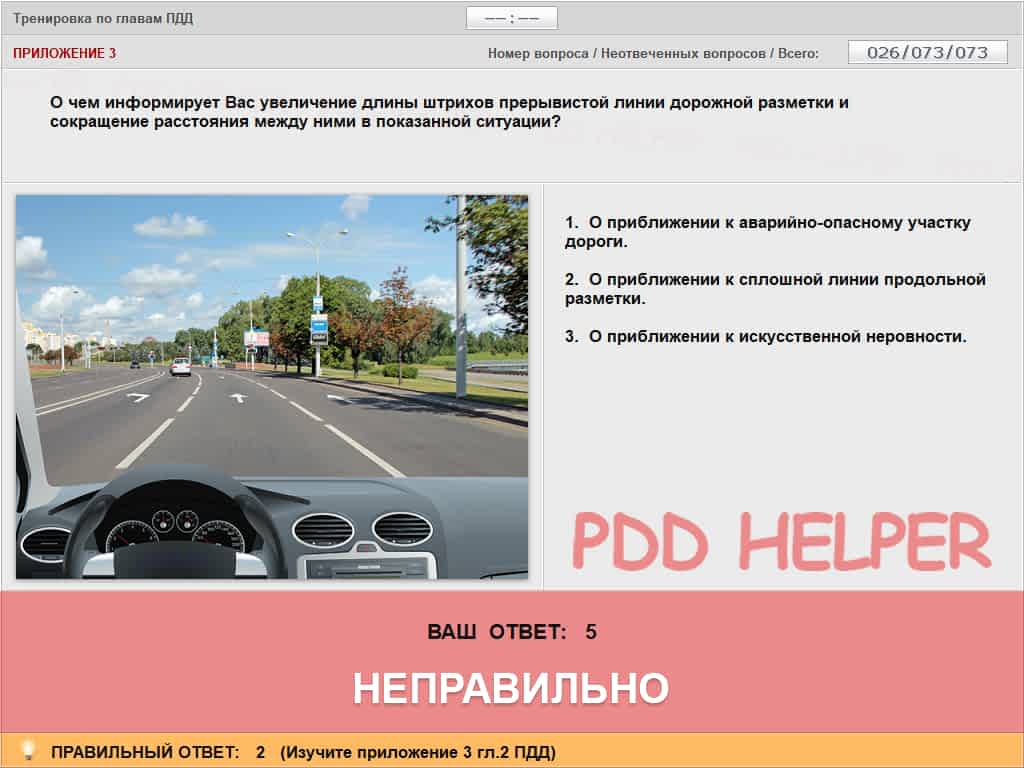 Тренировка по главам ПДД
—— : ——
ПРИЛОЖЕНИЕ 3
Номер вопроса / Неотвеченных вопросов / Всего:
026/073/073
О чем информирует Вас увеличение длины штрихов прерывистой линии дорожной разметки и
сокращение расстояния между ними в показанной ситуации?
1. О приближении к аварийно-опасному участку
дороги.
2. О приближении к сплошной линии продольной
разметки.
3. О приближении к искусственной неровности.
PDD HELPER
ВАШ ОТВЕТ: 5
НЕПРАВИЛЬНО
ПРАВИЛЬНЫЙ ОТВЕТ: 2 (Изучите приложение 3 гл.2 ПДД)